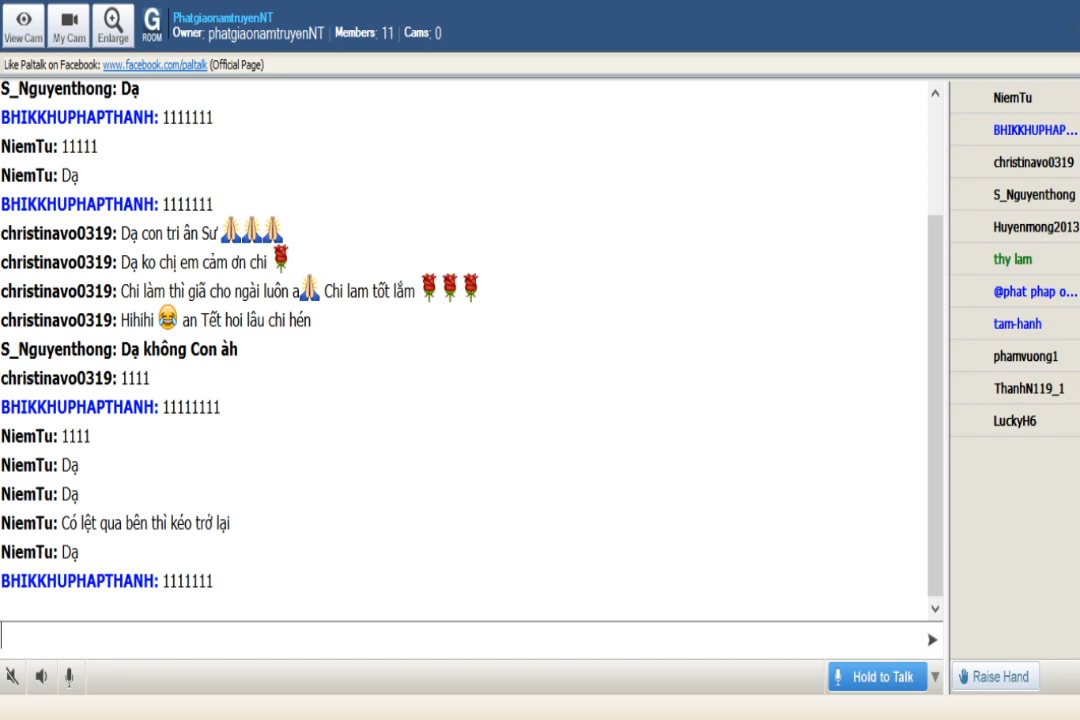 PhatgiaonamtruyenNT
Owner: phatgiaonamtruyenNT | Members: 11 | Cams: 0
View Cam My Cam Enlarge G ROOM
Like Paltalk on Facebook: www.facebook.com/paltalk (Official Page)
S_Nguyenthong: Dạ
BHIKKHUPHAPTHANH: 1111111
NiemTu: 11111
NiemTu: Dạ
BHIKKHUPHAPTHANH: 1111111
christinavo0319: Dạ con tri ân Sư 🙏🙏🙏
christinavo0319: Dạ ko chị em cảm ơn chi 🌹
christinavo0319: Chi làm thì giã cho ngài luôn a🙏 Chi lam tốt lắm 🌹🌹🌹
christinavo0319: Hihihi 😂 an Tết hoi lâu chi hén
S_Nguyenthong: Dạ không Con àh
christinavo0319: 1111
BHIKKHUPHAPTHANH: 11111111
NiemTu: 1111
NiemTu: Dạ
NiemTu: Dạ
NiemTu: Có lệt qua bên thì kéo trở lại
NiemTu: Dạ
BHIKKHUPHAPTHANH: 1111111
Hold to Talk
NiemTu
BHIKKHUPHAP...
christinavo0319
S_Nguyenthong
Huyenmong2013
thy lam
@phat phap o...
tam-hanh
phamvuong1
ThanhN119_1
LuckyH6
Raise Hand